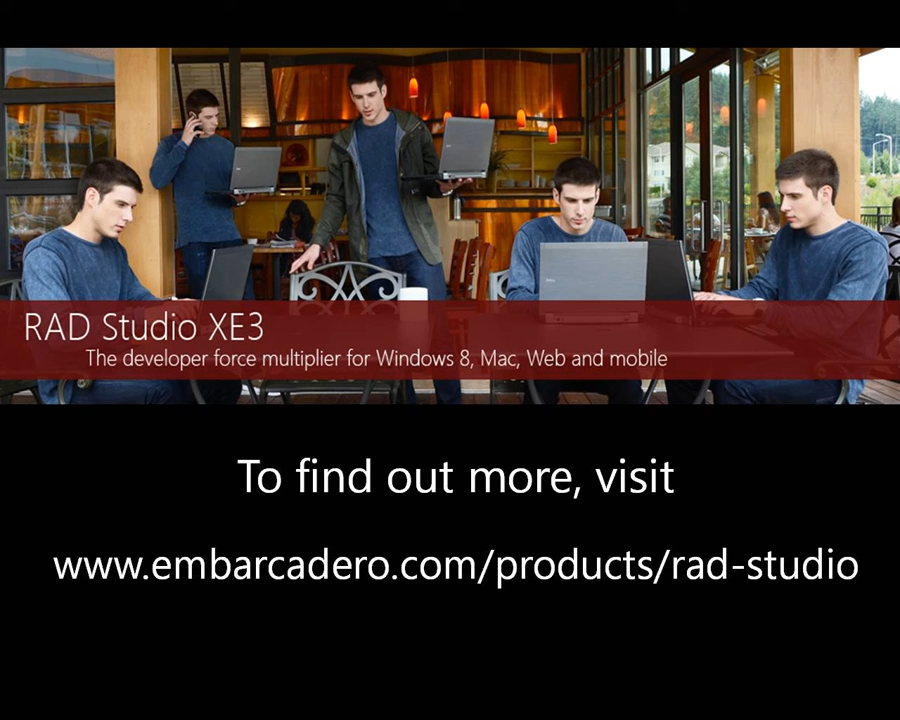 RAD Studio XE3
The developer force multiplier for Windows 8, Mac, Web and mobile
To find out more, visit
www.embarcadero.com/products/rad-studio